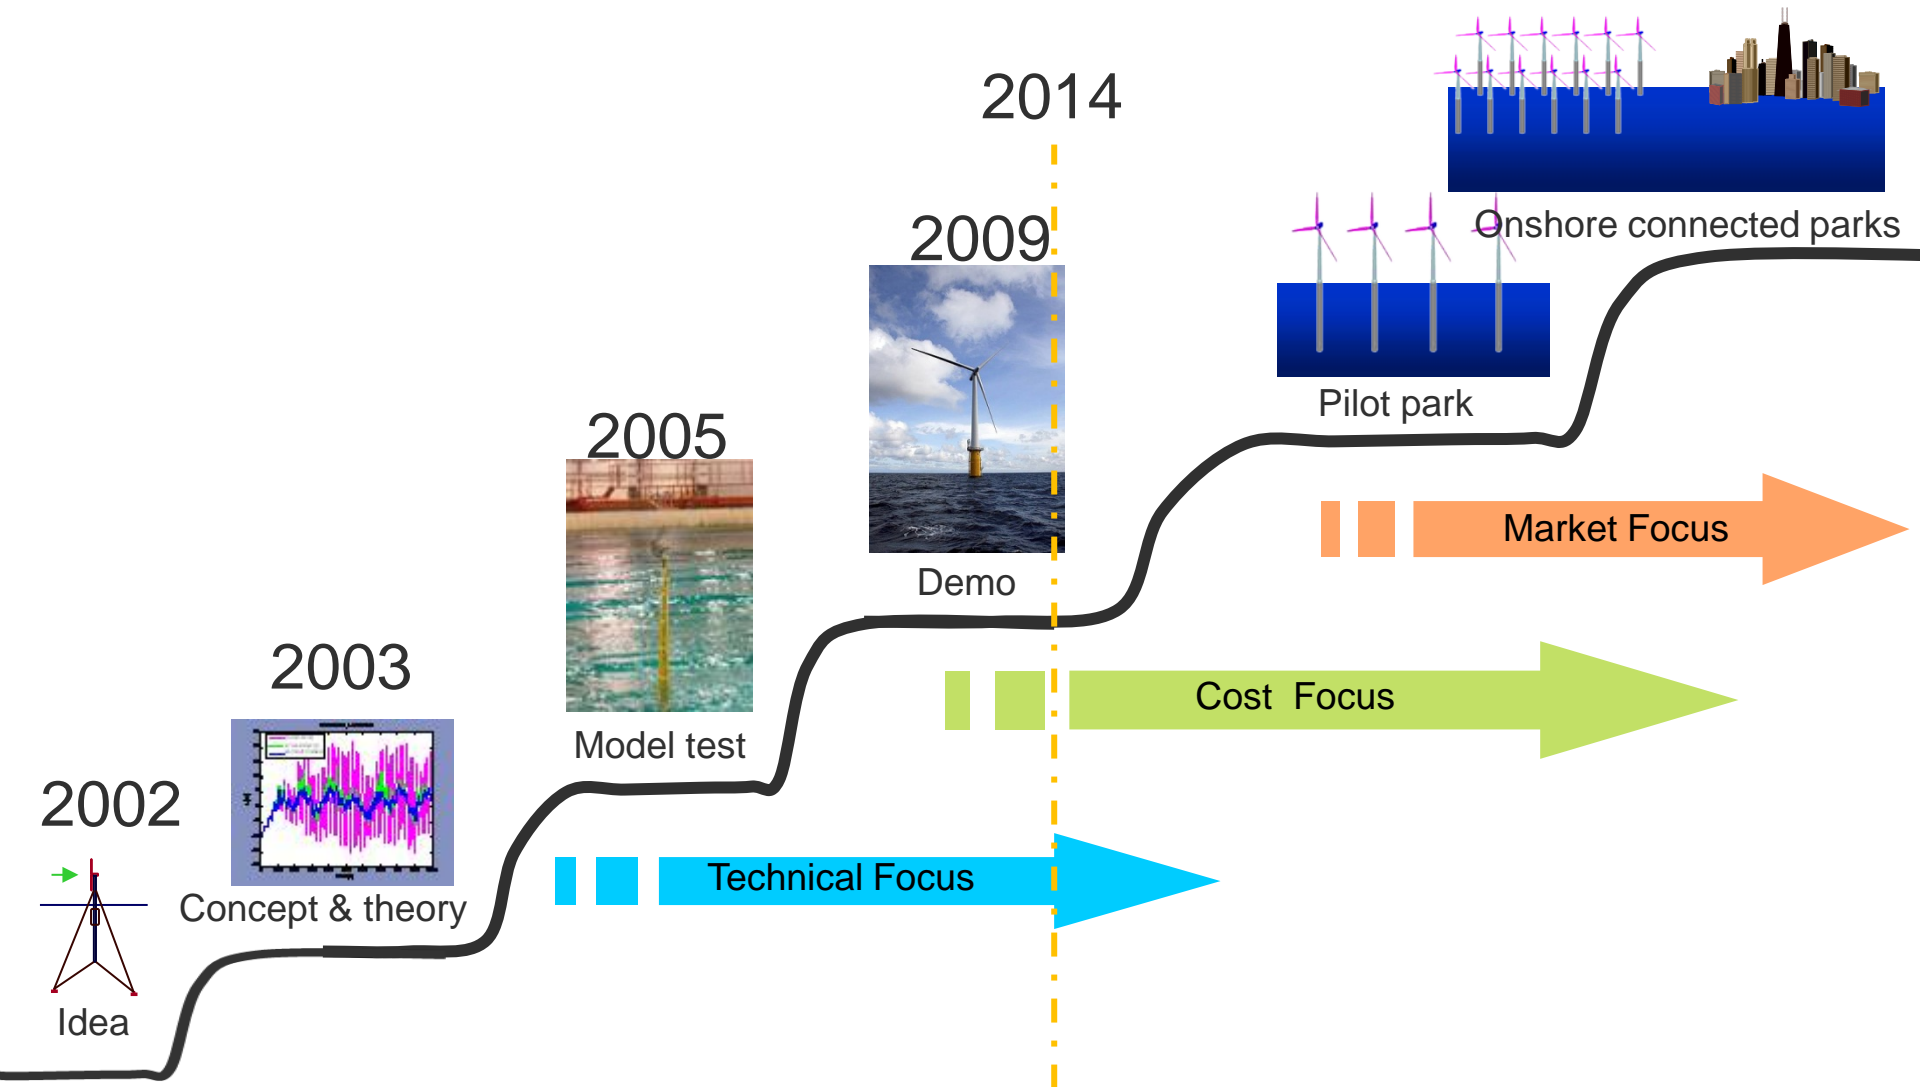 2014
Onshore connected parks
2009
Pilot park
2005
Market Focus
Demo
2003
Cost Focus
Model test
2002
Technical Focus
Concept & theory
Idea